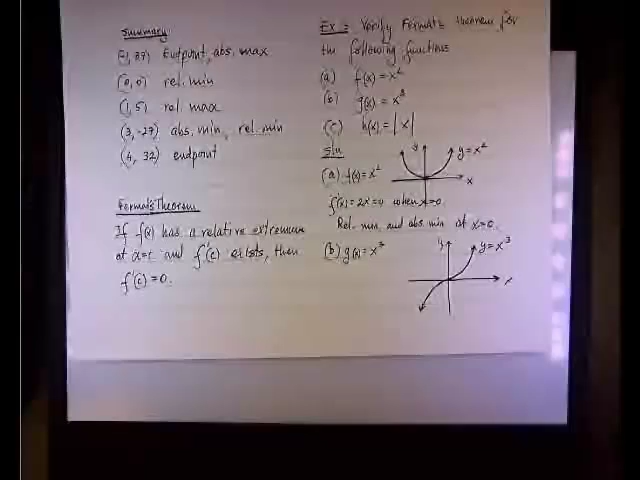 Summary
(-1, 37) Endpoint, abs. max
(0, 0) rel. min
(1, 5) rel max
(3, -27) abs. min, rel. min
(4, 32) endpoint
Fermat's Theorem
If f(x) has a relative extremum
at x=c and f'(c) exists, then
f'(c) = 0.
Ex: Verify Fermat's theorem for
the following functions
(a) f(x) = x²
(b) g(x) = x³
(c) h(x) = |x|
Sln
(a) f(x) = x²
y
y = x²
x
f'(x) = 2x = 0 when x=0.
Rel. min and abs. min at x=0.
(b) g(x) = x³
y
y = x³